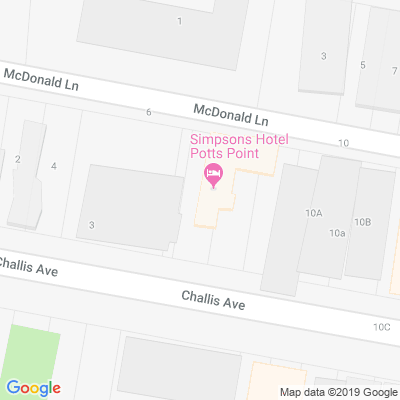 1
3
5
7
McDonald Ln
McDonald Ln
6
10
Simpsons Hotel
Potts Point
2
4
3
10A
10a
10B
Challis Ave
Challis Ave
10C
Google
Map data ©2019 Google